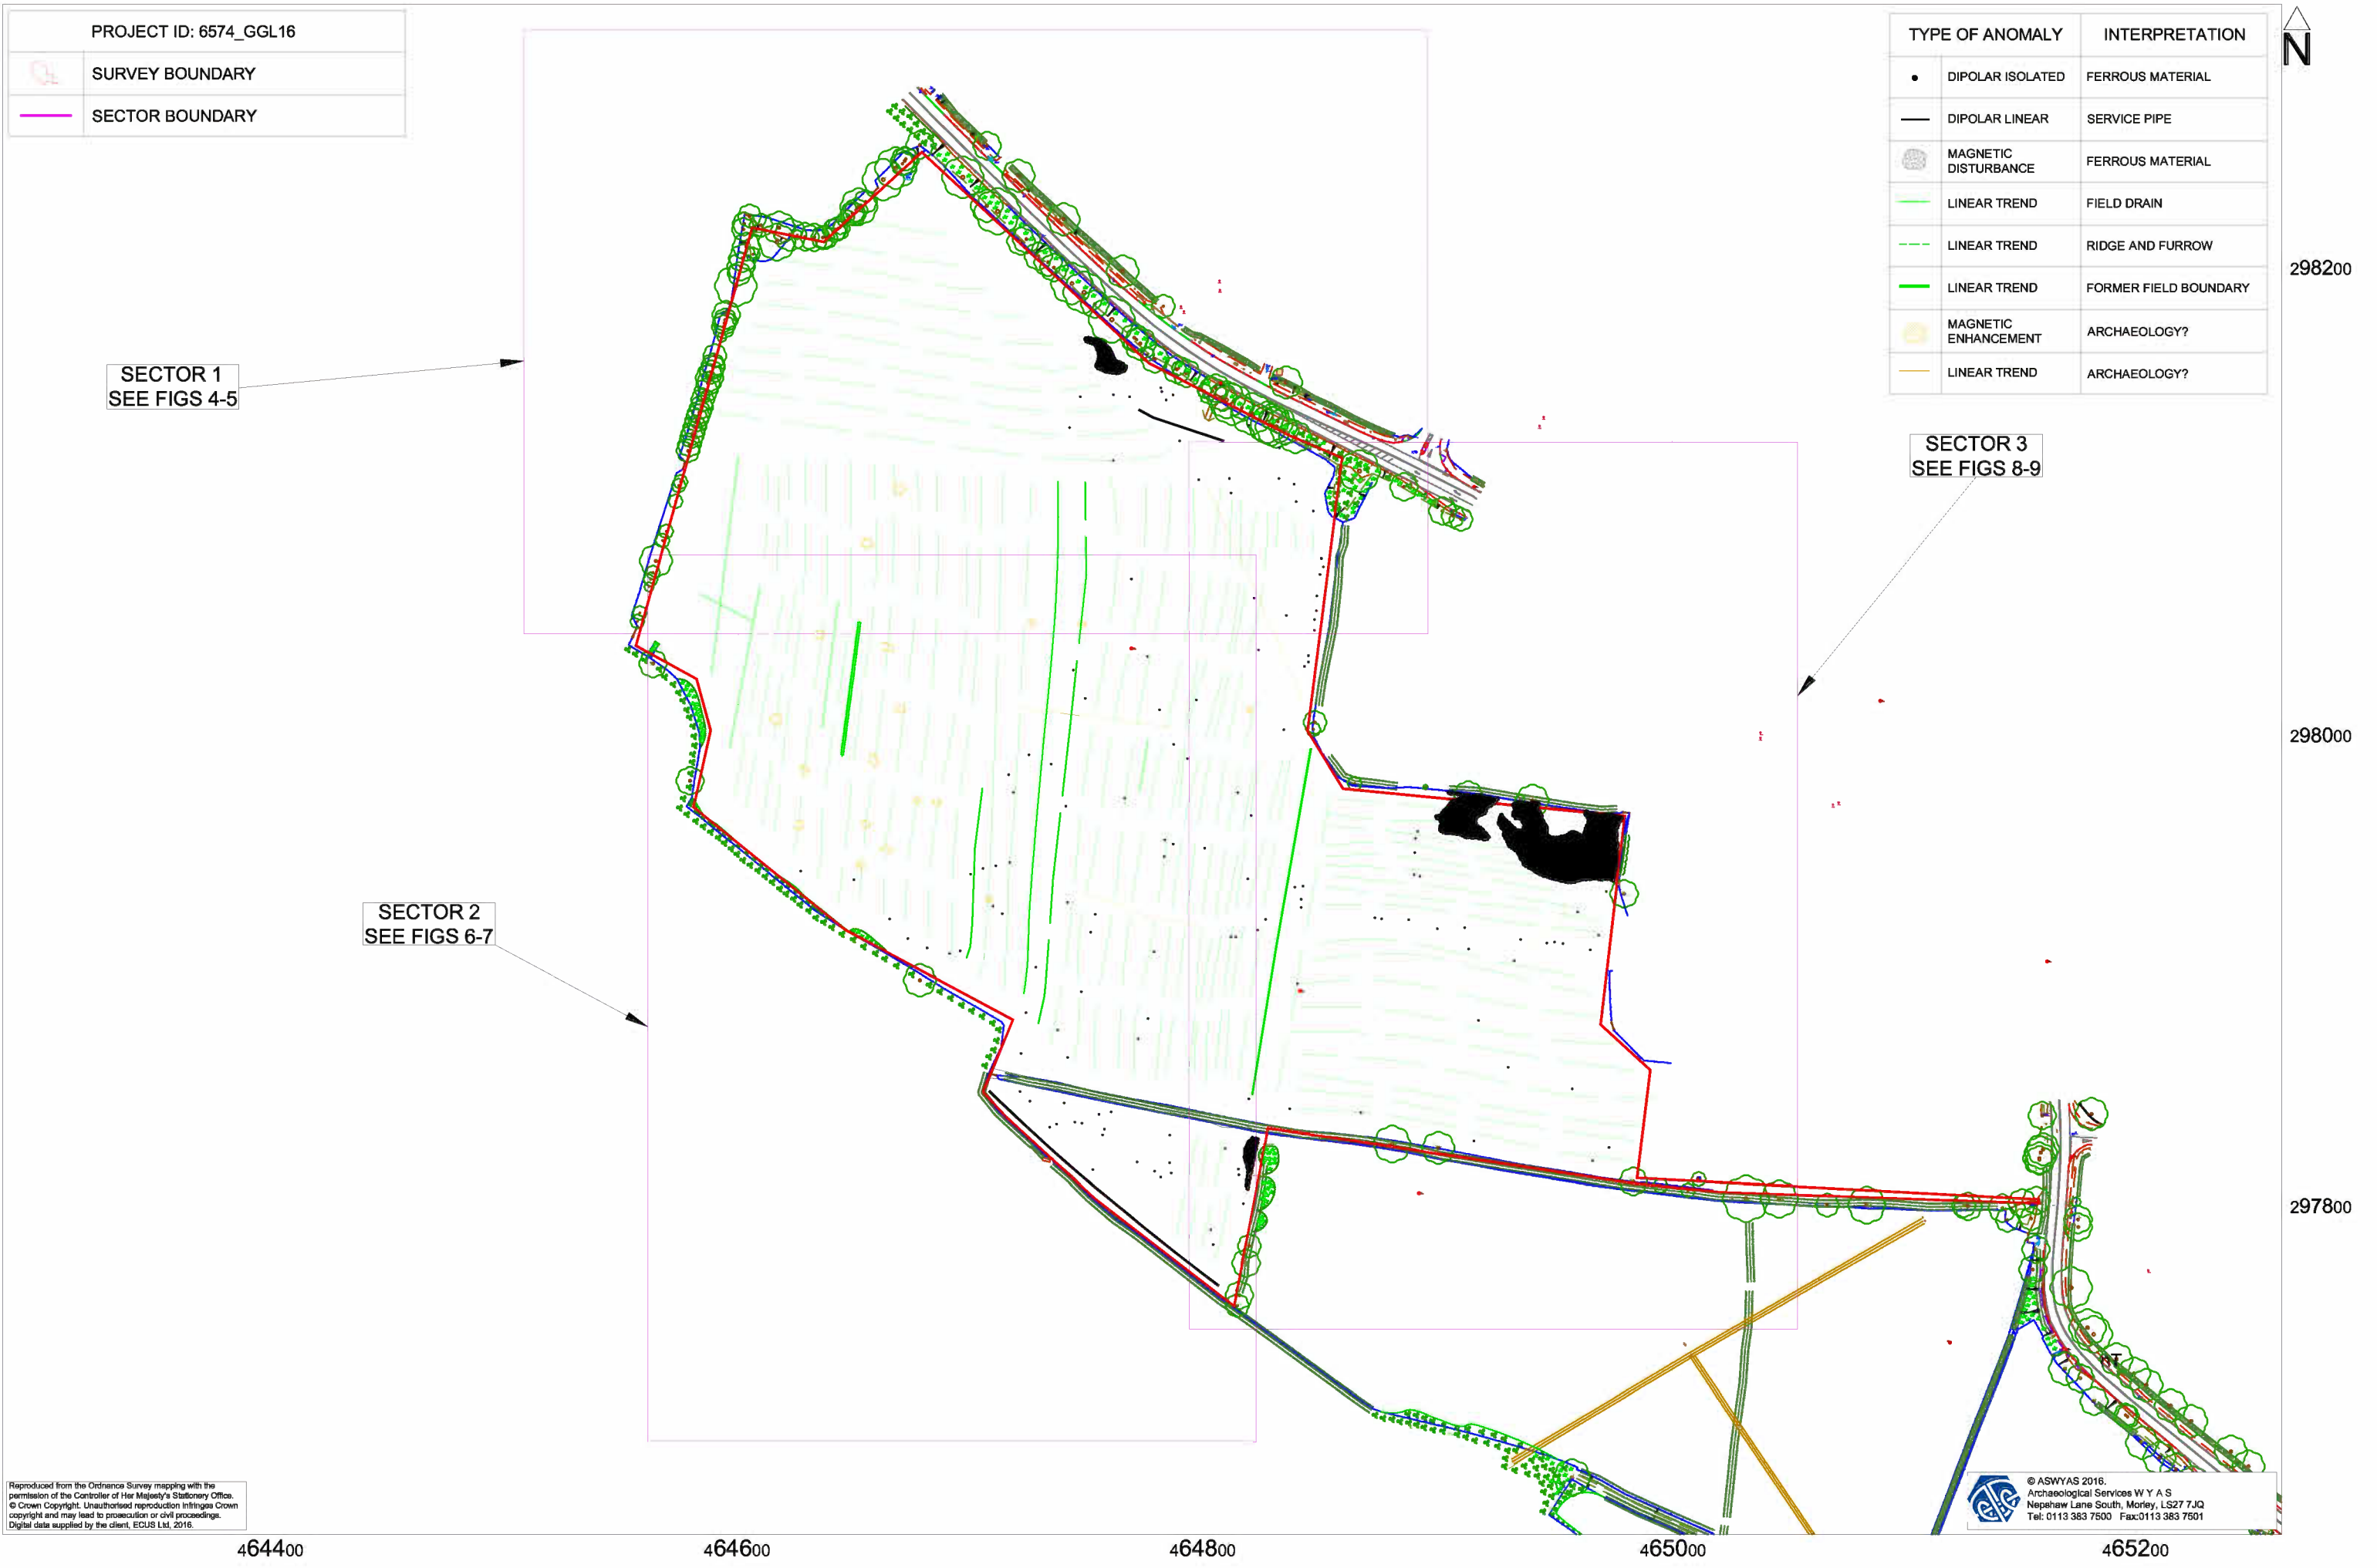 PROJECT ID: 6574_GGL16
SURVEY BOUNDARY
SECTOR BOUNDARY
TYPE OF ANOMALY INTERPRETATION
DIPOLAR ISOLATED FERROUS MATERIAL
DIPOLAR LINEAR SERVICE PIPE
MAGNETIC
DISTURBANCE
FERROUS MATERIAL
LINEAR TREND FIELD DRAIN
LINEAR TREND RIDGE AND FURROW
LINEAR TREND FORMER FIELD BOUNDARY
MAGNETIC
ENHANCEMENT
ARCHAEOLOGY?
LINEAR TREND ARCHAEOLOGY?
N
298200
SECTOR 1
SEE FIGS 4-5
SECTOR 3
SEE FIGS 8-9
298000
SECTOR 2
SEE FIGS 6-7
297800
Reproduced from the Ordnance Survey mapping with the
permission of the Controller of Her Majesty's Stationery Office.
© Crown Copyright. Unauthorised reproduction infringes Crown
copyright and may lead to prosecution or civil proceedings.
Digital data supplied by the client, ECUS Ltd, 2016.
© ASWYAS 2016.
Archaeological Services W Y A S
Nepshaw Lane South, Morley, LS27 7JQ
Tel: 0113 383 7500 Fax:0113 383 7501
464400 464600 464800 465000 465200